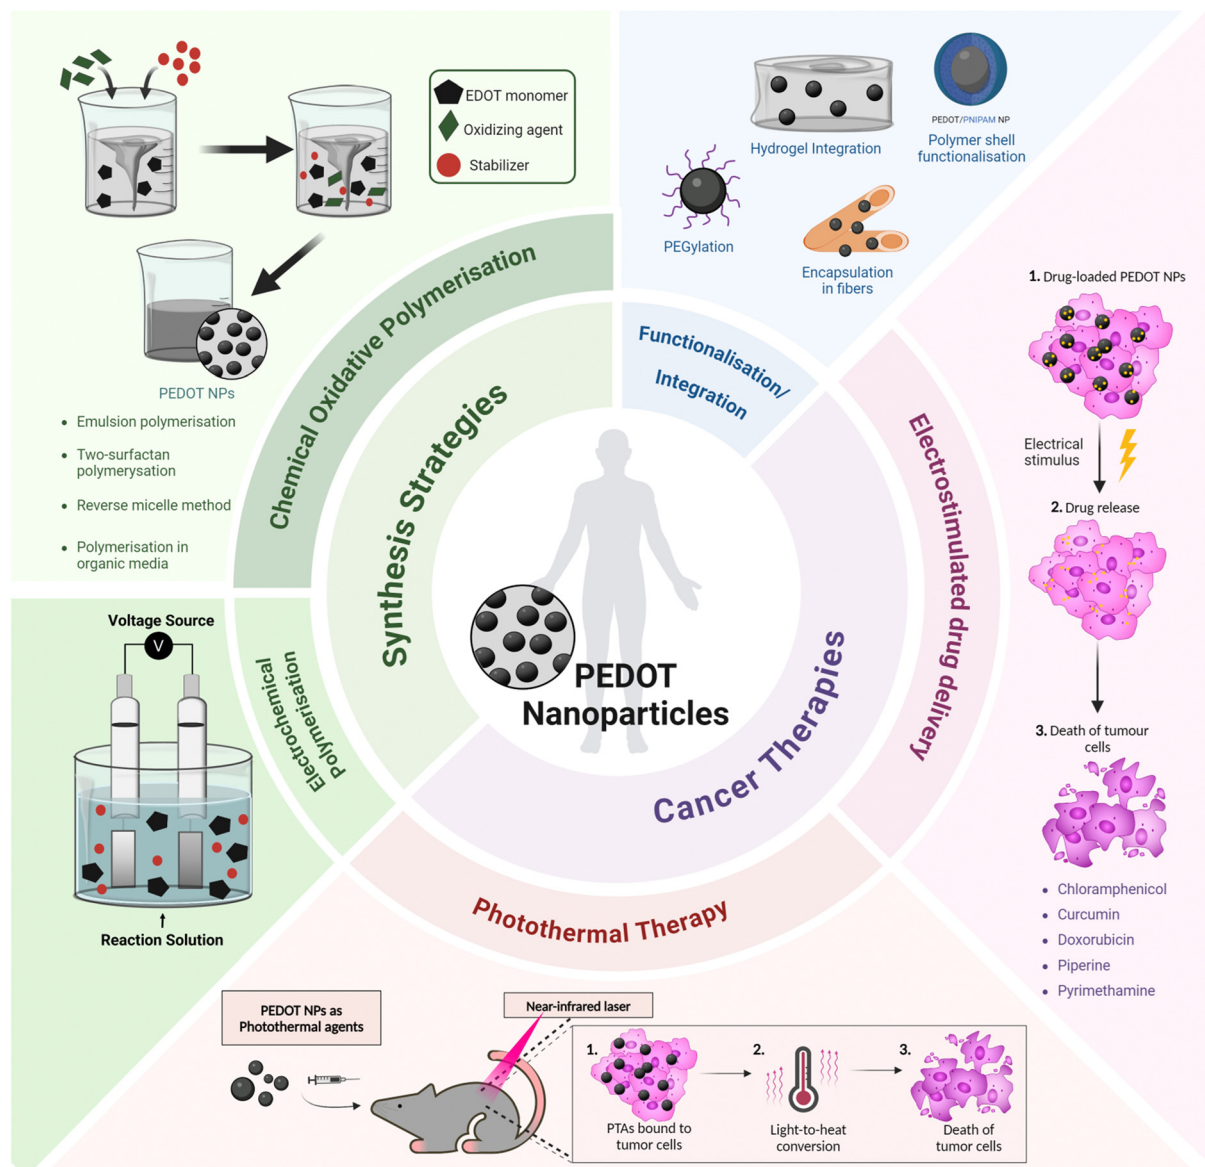 EDOT monomer
Oxidizing agent
Stabilizer
PEDOT NPs
• Emulsion polymerisation
• Two-surfactan
polymerysation
• Reverse micelle method
• Polymerisation in
organic media
Chemical Oxidative Polymerisation
Synthesis Strategies
Electrochemical
Polymerisation
Voltage Source
V
Reaction Solution
Hydrogel Integration
PEDOT/PNIPAM NP
Polymer shell
functionalisation
PEGylation
Encapsulation
in fibers
Functionalisation/
Integration
PEDOT
Nanoparticles
Cancer Therapies
Electrostimulated drug delivery
1. Drug-loaded PEDOT NPs
Electrical
stimulus
2. Drug release
3. Death of tumour
cells
• Chloramphenicol
• Curcumin
• Doxorubicin
• Piperine
• Pyrimethamine
Photothermal Therapy
PEDOT NPs as
Photothermal agents
Near-infrared laser
1.
PTAs bound to
tumor cells
2.
Light-to-heat
conversion
3.
Death of
tumor cells